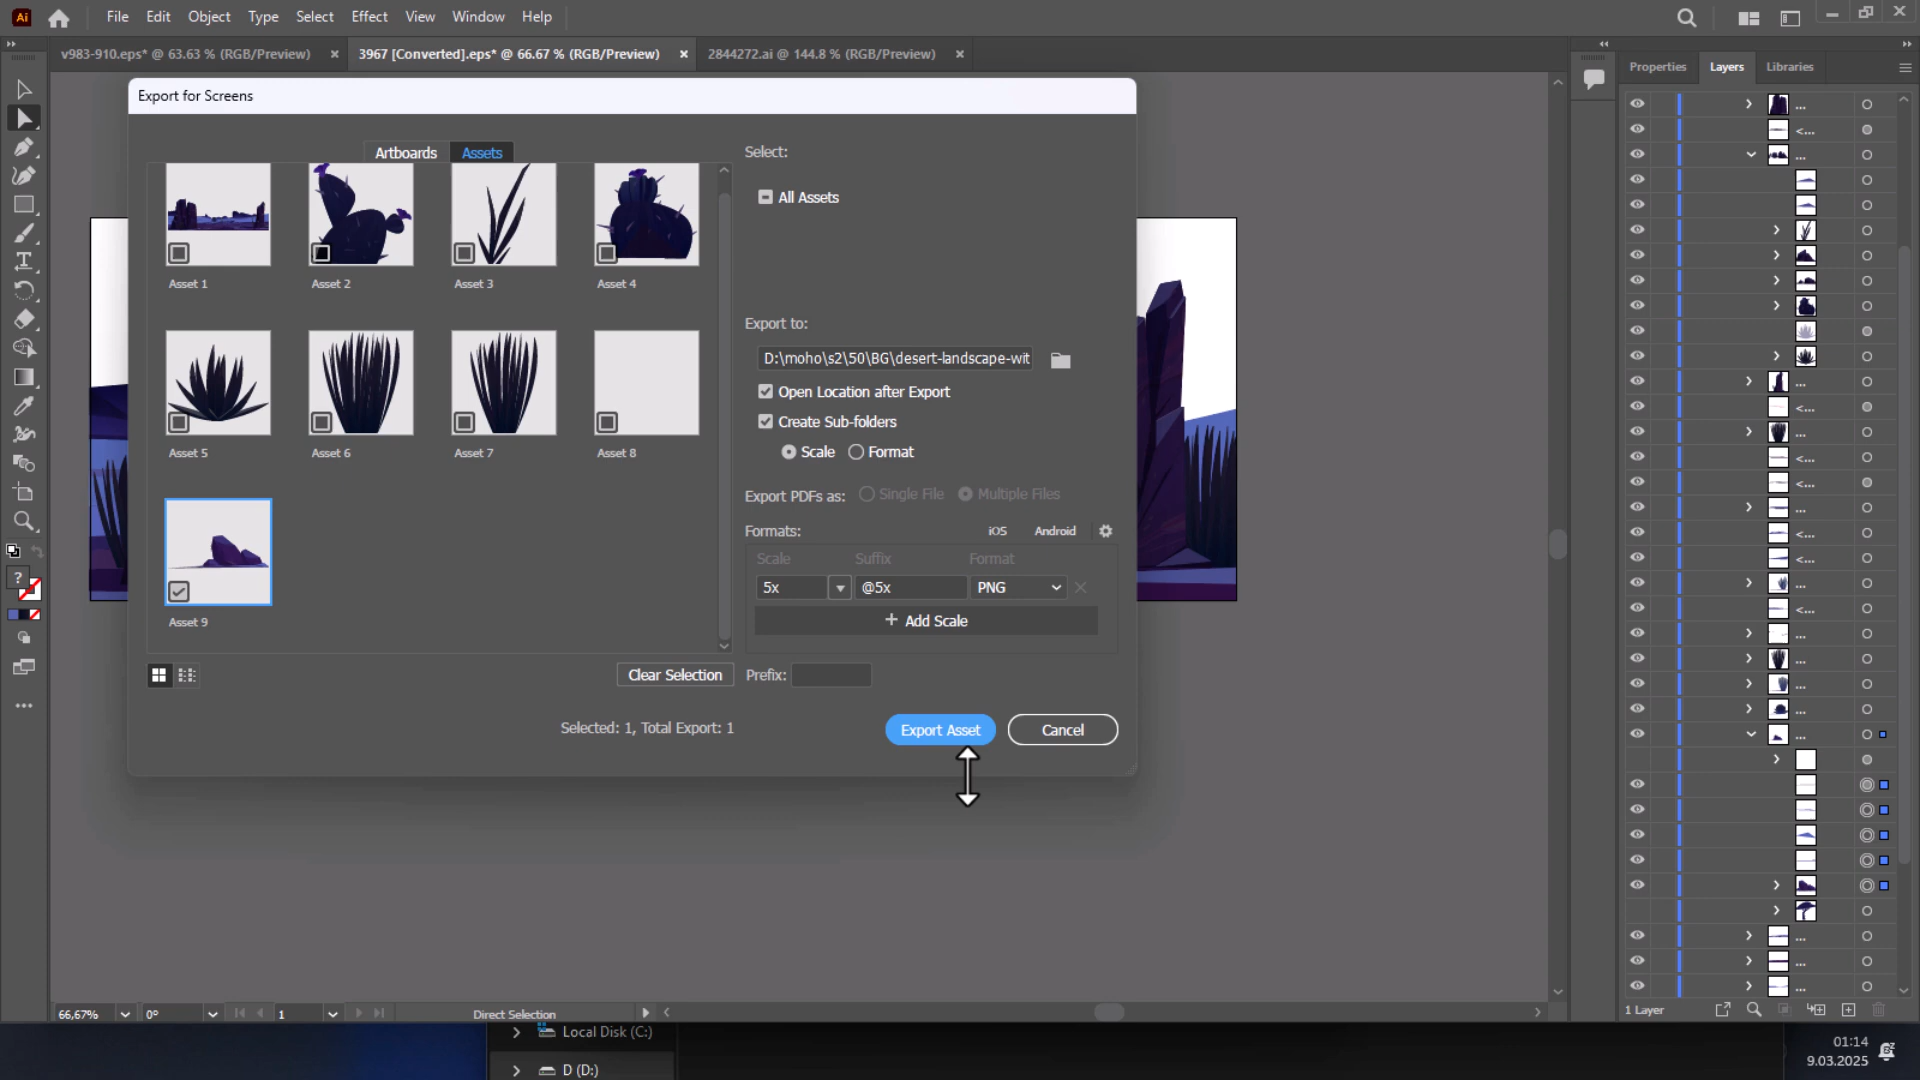 Ai File Edit Object Type Select Effect View Window Help
v983-910.eps* @ 63.63 % (RGB/Preview) × 3967 [Converted].eps* @ 66.67 % (RGB/Preview) × 2844272.ai @ 144.8 % (RGB/Preview) ×
Properties Layers Libraries
Export for Screens
Artboards Assets
Select:
All Assets
Asset 1 Asset 2 Asset 3 Asset 4
Export to:
D:\moho\s2\50\BG\desert-landscape-wit
Open Location after Export
Create Sub-folders
Scale Format
Asset 5 Asset 6 Asset 7 Asset 8
Export PDFs as: Single File Multiple Files
Formats: iOS Android
Scale Suffix Format
5x @5x PNG
+ Add Scale
Asset 9
Clear Selection Prefix:
Selected: 1, Total Export: 1
Export Asset Cancel
...
<...
...
...
<...
...
<...
<...
...
<...
<...
...
<...
...
...
...
...
...
...
...
...
66,67% 0° 1 Direct Selection
1 Layer
Local Disk (C:)
D (D:)
01:14
9.03.2025